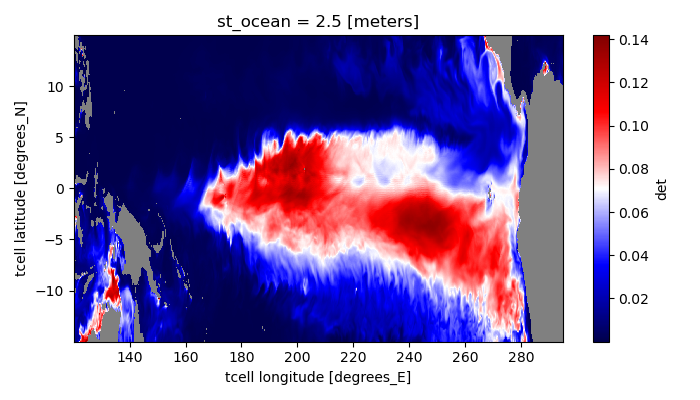 st_ocean = 2.5 [meters]
10
5
0
−5
−10
tcell latitude [degrees_N]
140 160 180 200 220 240 260 280
tcell longitude [degrees_E]
0.14
0.12
0.10
0.08
0.06
0.04
0.02
det